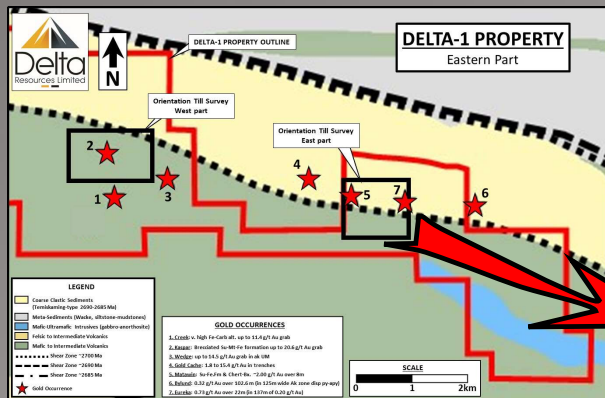 Delta
Resources Limited
N
DELTA-1 PROPERTY OUTLINE
DELTA-1 PROPERTY
Eastern Part
Orientation Till Survey
West part
Orientation Till Survey
East part
2
1
3
4
5
7
6
LEGEND
Coarse Clastic Sediments
(Temiskaming-type 2690-2685 Ma)
Meta-Sediments (Wacke, siltstone-mudstones)
Mafic-Ultramafic Intrusives (gabbro-anorthosite)
Felsic to Intermediate Volcanics
Mafic to Intermediate Volcanics
Shear Zone ~2700 Ma
Shear Zone ~2690 Ma
Shear Zone ~2685 Ma
Gold Occurrence
GOLD OCCURRENCES
1. Creek: v. high Fe-Carb alt. up to 11.4 g/t Au grab
2. Kaspar: Brecciated Su-Mt-Fe formation up to 20.6 g/t Au grab
3. Wedge: up to 14.5 g/t Au grab in ak UM
4. Gold Cache: 1.8 to 15.4 g/t Au in trenches
5. Matawin: Su-Fe.Fm & Chert-Bx. ~2.00 g/t Au over 8m
6. Bylund: 0.32 g/t Au over 102.6 m (in 125m wide Ak zone disp py-apy)
7. Eureka: 0.73 g/t Au over 22m (in 137m of 0.20 g/t Au)
SCALE
0 1 2km